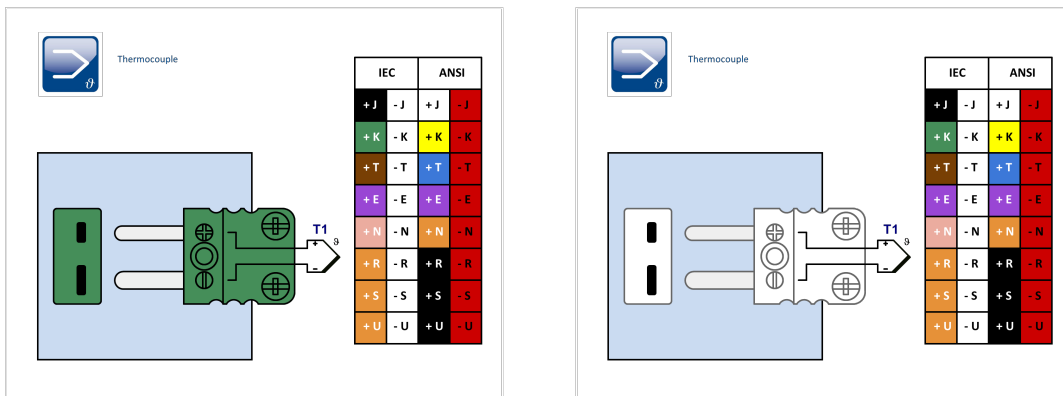 Thermocouple
ϑ
IEC ANSI
+ J - J + J - J
+ K - K + K - K
+ T - T + T - T
+ E - E + E - E
+ N - N + N - N
+ R - R + R - R
+ S - S + S - S
+ U - U + U - U
T1
+ ϑ
-
Thermocouple
ϑ
IEC ANSI
+ J - J + J - J
+ K - K + K - K
+ T - T + T - T
+ E - E + E - E
+ N - N + N - N
+ R - R + R - R
+ S - S + S - S
+ U - U + U - U
T1
+ ϑ
-